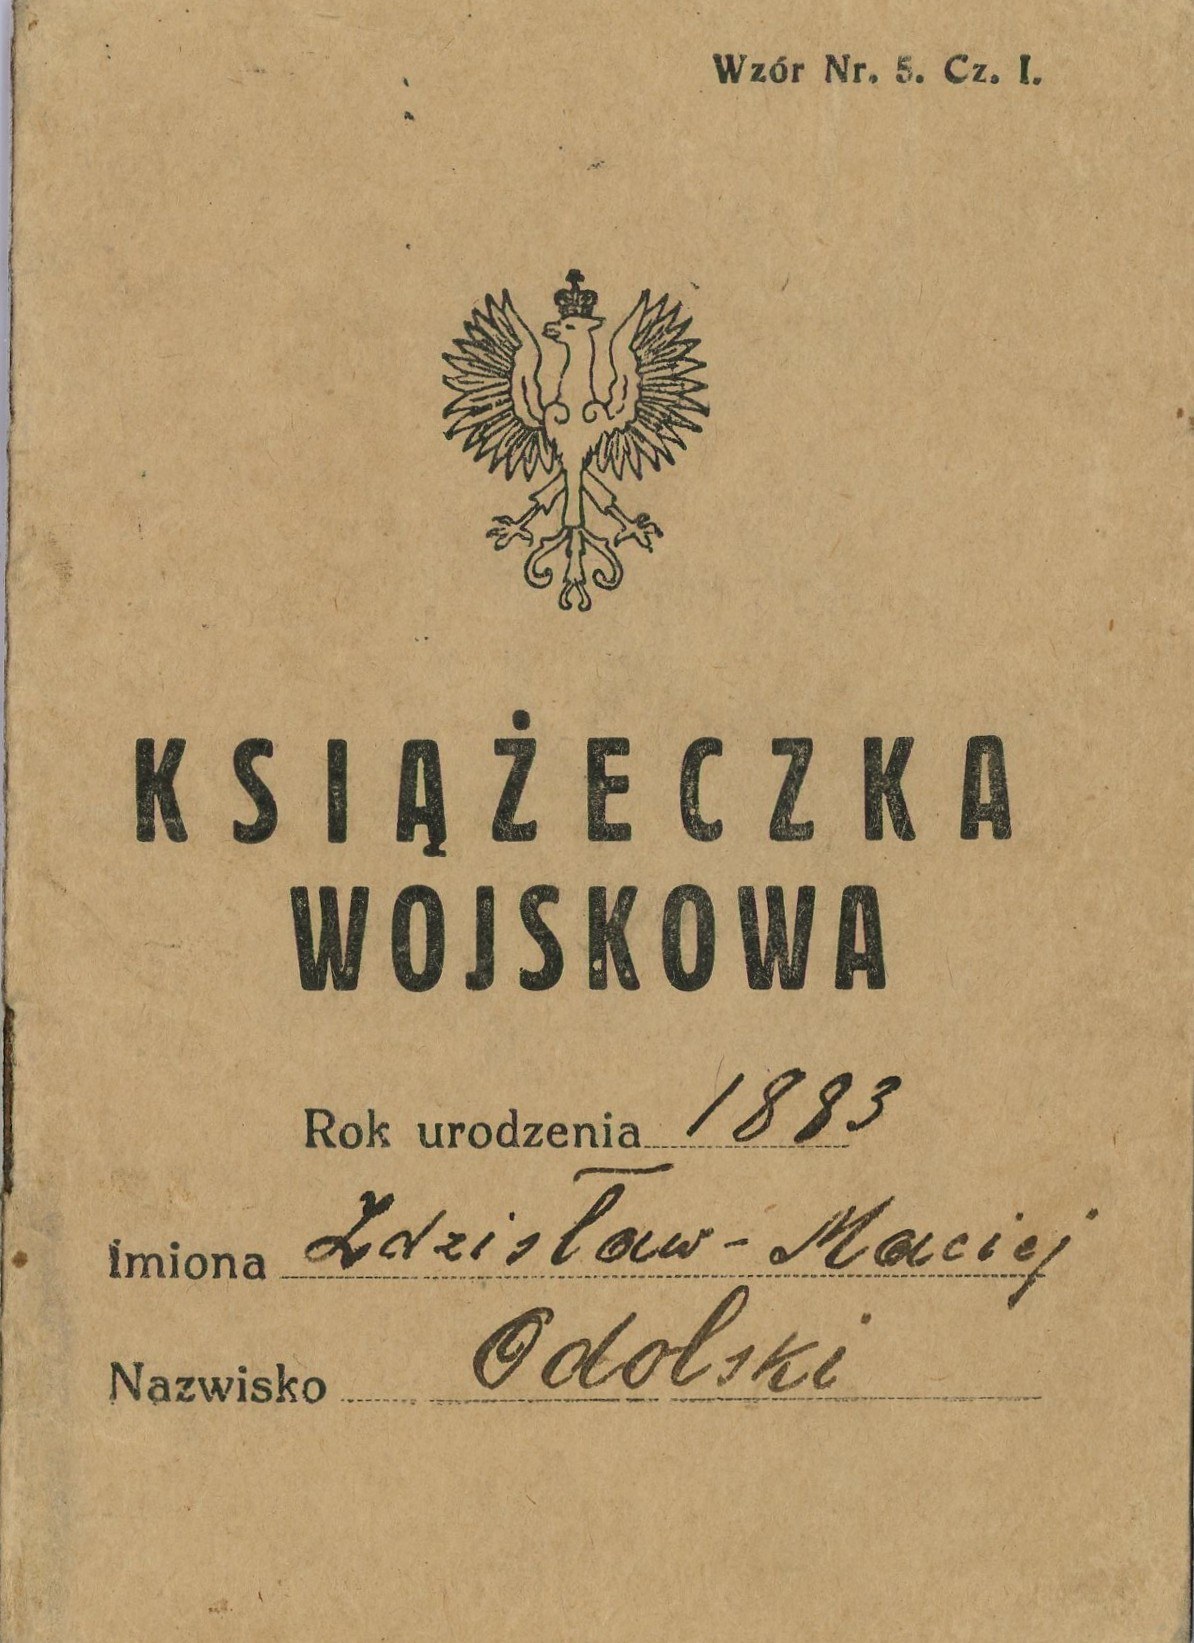 Wzór Nr. 5. Cz. I.
KSIĄŻECZKA
WOJSKOWA
Rok urodzenia 1883
Imiona Zdzisław - Maciej
Nazwisko Odolski